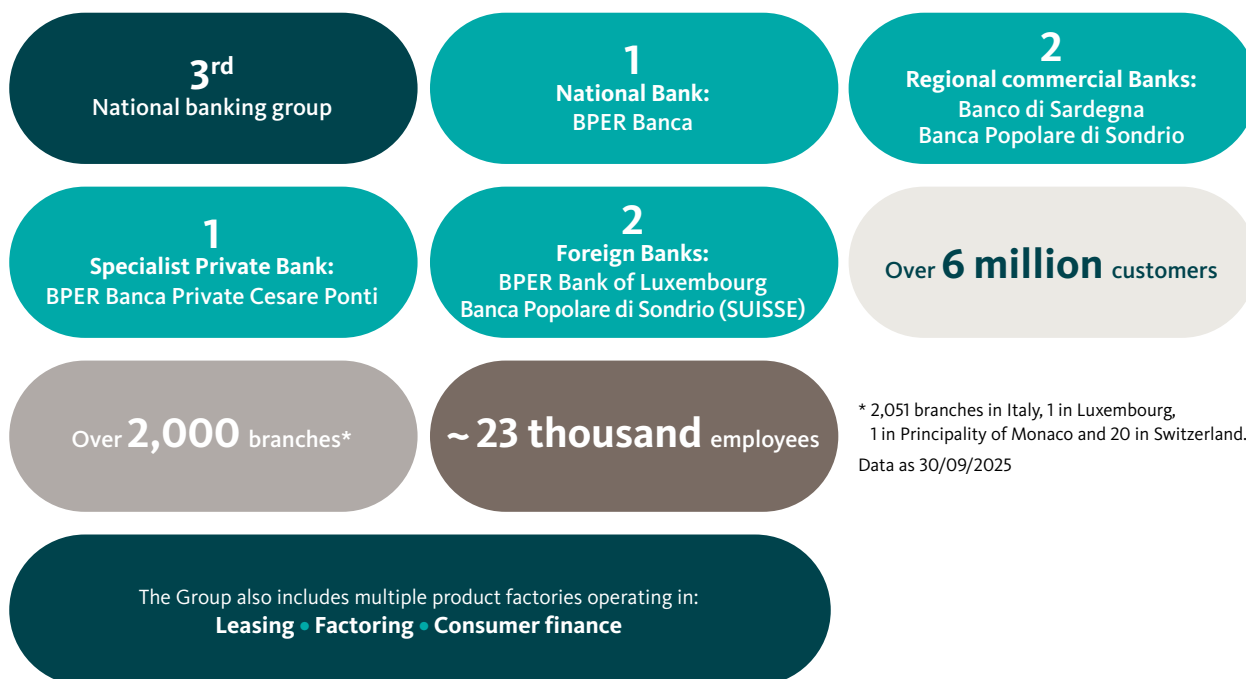 3rd
National banking group
1
National Bank:
BPER Banca
2
Regional commercial Banks:
Banco di Sardegna
Banca Popolare di Sondrio
1
Specialist Private Bank:
BPER Banca Private Cesare Ponti
2
Foreign Banks:
BPER Bank of Luxembourg
Banca Popolare di Sondrio (SUISSE)
Over 6 million customers
Over 2,000 branches*
~ 23 thousand employees
* 2,051 branches in Italy, 1 in Luxembourg,
1 in Principality of Monaco and 20 in Switzerland.
Data as 30/09/2025
The Group also includes multiple product factories operating in:
Leasing • Factoring • Consumer finance